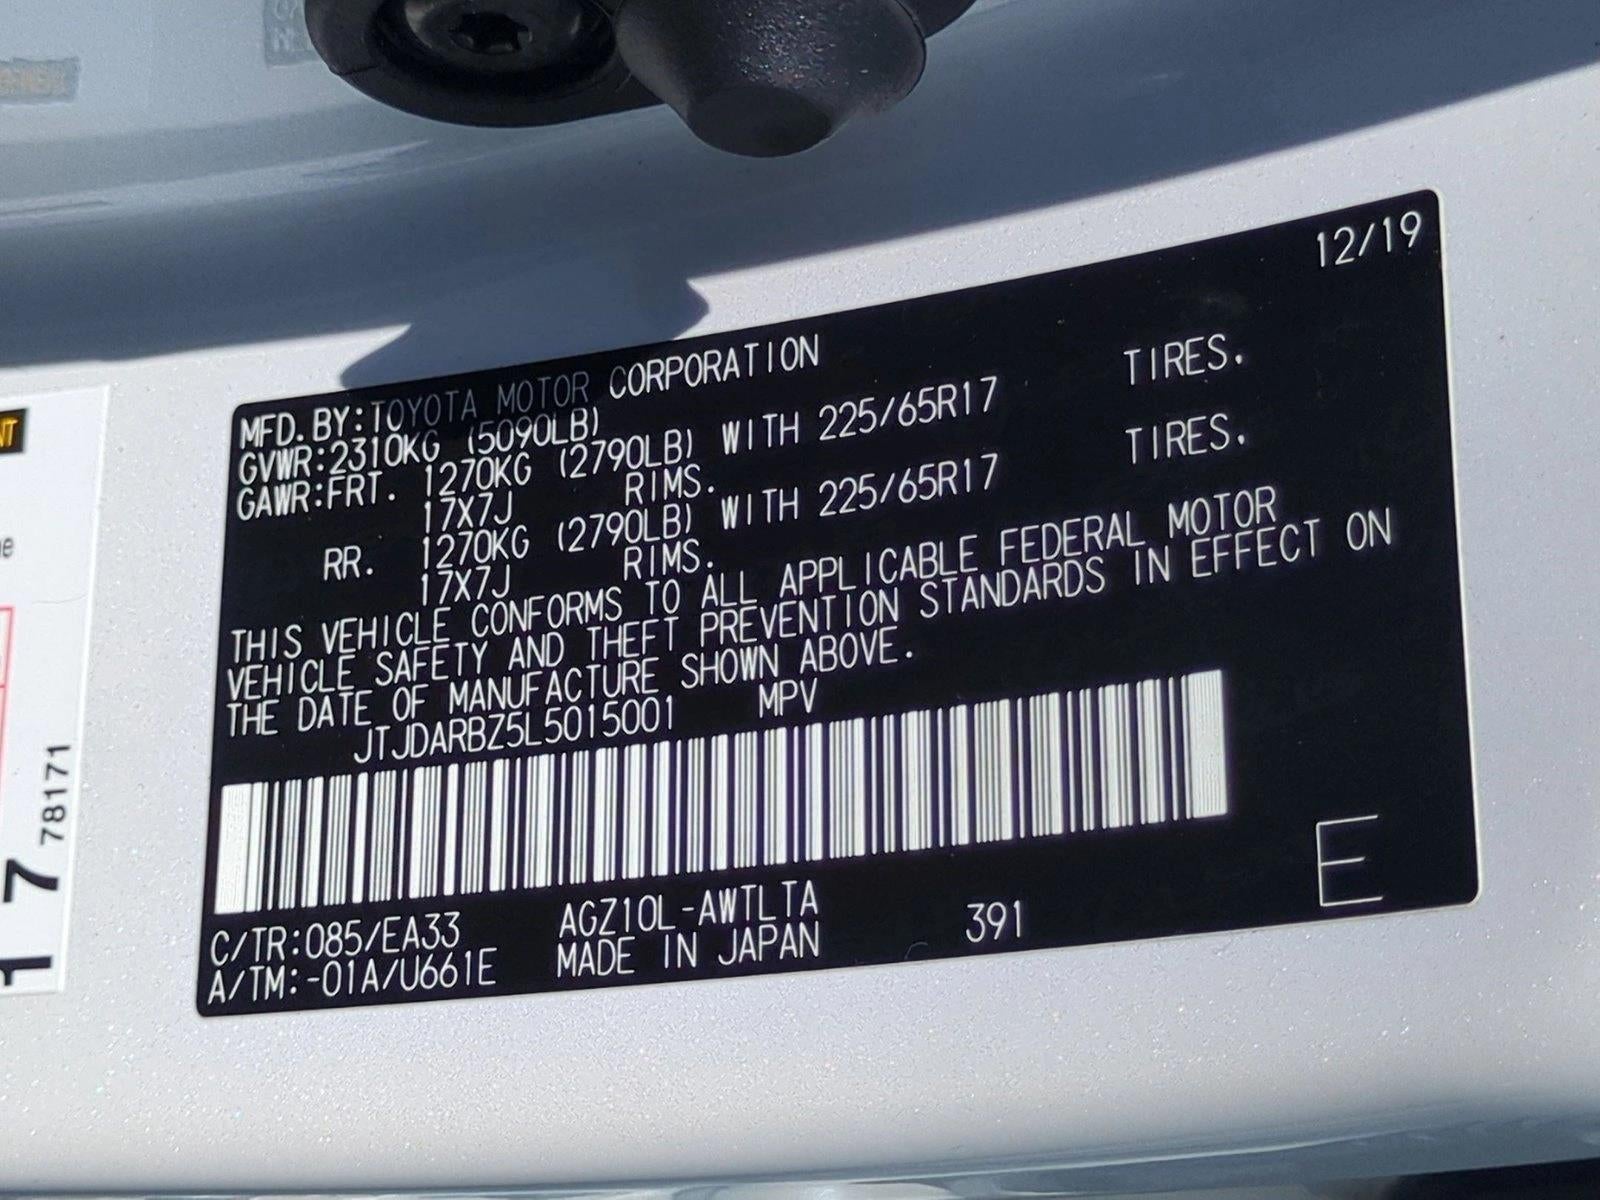 12/19
MFD. BY:TOYOTA MOTOR CORPORATION
GVWR:2310KG (5090LB)
GAWR:FRT. 1270KG (2790LB) WITH 225/65R17 TIRES.
17X7J RIMS.
RR. 1270KG (2790LB) WITH 225/65R17 TIRES.
17X7J RIMS.
THIS VEHICLE CONFORMS TO ALL APPLICABLE FEDERAL MOTOR
VEHICLE SAFETY AND THEFT PREVENTION STANDARDS IN EFFECT ON
THE DATE OF MANUFACTURE SHOWN ABOVE.
JTJDARBZ5L5015001 MPV
C/TR:085/EA33 AGZ10L-AWTLTA 391
A/TM:-01A/U661E MADE IN JAPAN
E
78171
1 7